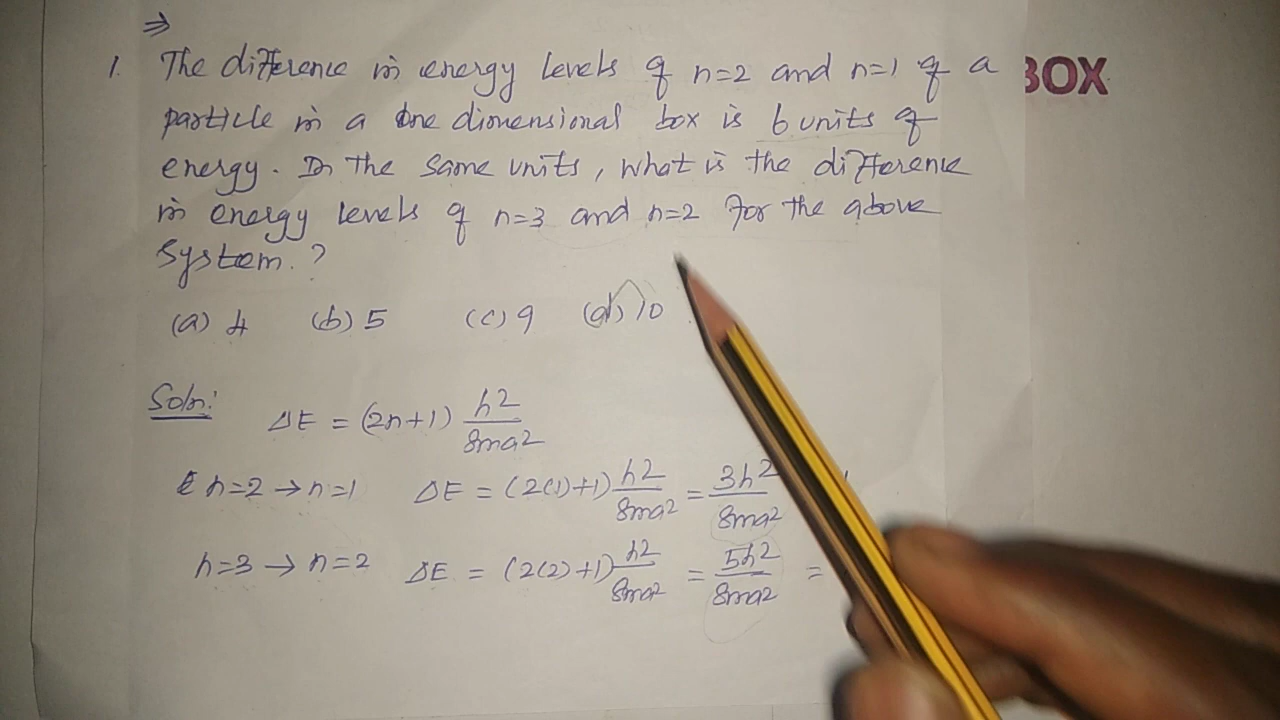 ⇒
1. The difference in energy levels of n=2 and n=1 of a
particle in a one dimensional box is 6 units of
energy. In the same units, what is the difference
in energy levels of n=3 and n=2 for the above
system.?
(a) 4 (b) 5 (c) 9 (d) 10
Soln:
ΔE = (2n+1) h2/8ma2
n=2 → n=1 ΔE = (2(1)+1) h2/8ma2 = 3h2/8ma2
n=3 → n=2 ΔE = (2(2)+1) h2/8ma2 = 5h2/8ma2 =
BOX